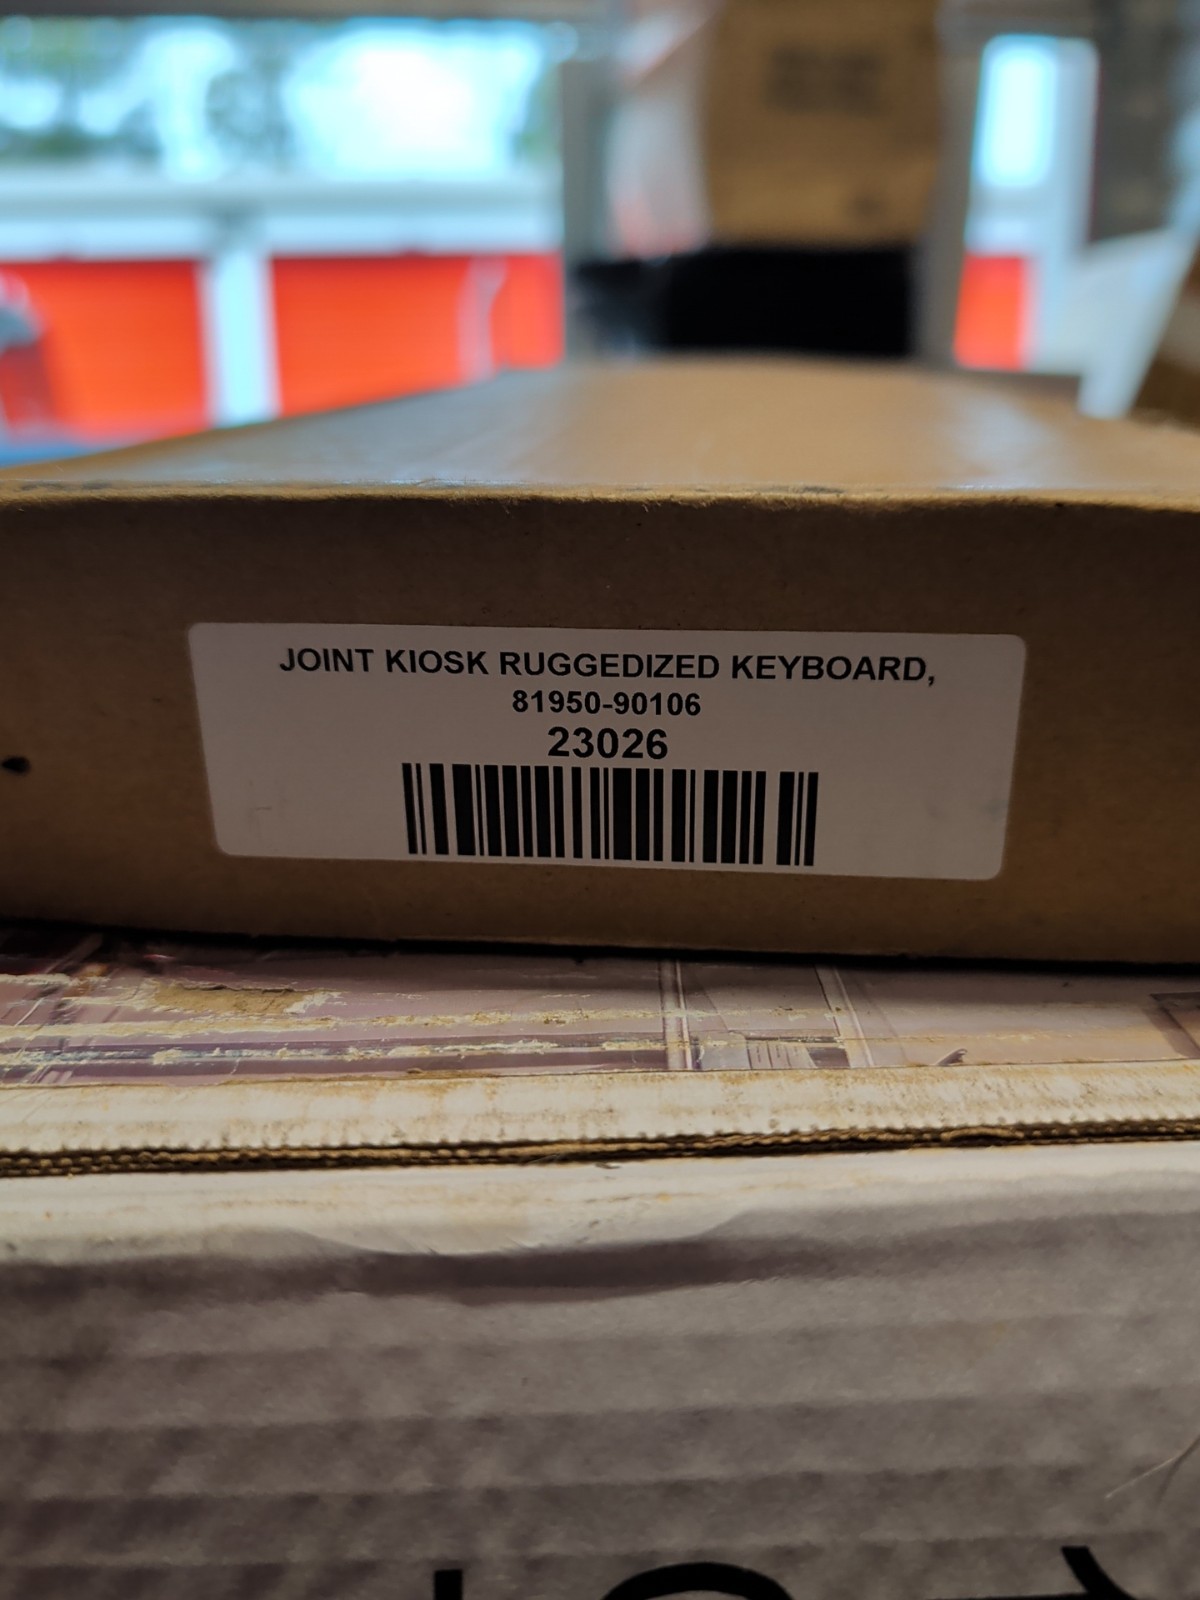 JOINT KIOSK RUGGEDIZED KEYBOARD,
81950-90106
23026